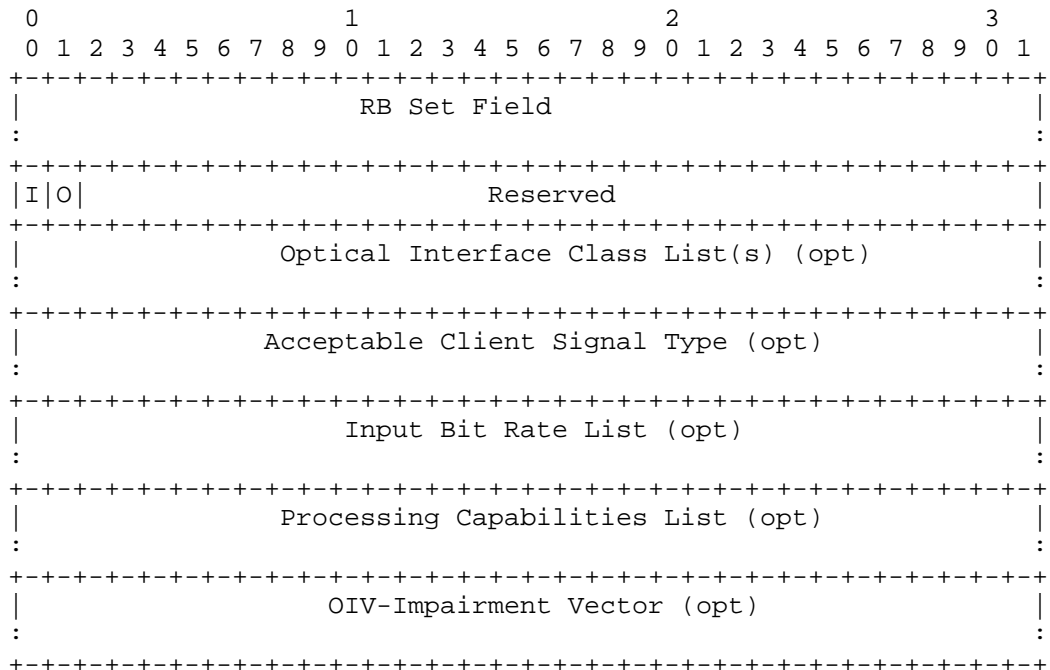 0                   1                   2                   3
 0 1 2 3 4 5 6 7 8 9 0 1 2 3 4 5 6 7 8 9 0 1 2 3 4 5 6 7 8 9 0 1
+-+-+-+-+-+-+-+-+-+-+-+-+-+-+-+-+-+-+-+-+-+-+-+-+-+-+-+-+-+-+-+-+
|                     RB Set Field                              |
:                                                               :
+-+-+-+-+-+-+-+-+-+-+-+-+-+-+-+-+-+-+-+-+-+-+-+-+-+-+-+-+-+-+-+-+
|I|O|                         Reserved                          |
+-+-+-+-+-+-+-+-+-+-+-+-+-+-+-+-+-+-+-+-+-+-+-+-+-+-+-+-+-+-+-+-+
|                Optical Interface Class List(s) (opt)          |
:                                                               :
+-+-+-+-+-+-+-+-+-+-+-+-+-+-+-+-+-+-+-+-+-+-+-+-+-+-+-+-+-+-+-+-+
|               Acceptable Client Signal Type (opt)             |
:                                                               :
+-+-+-+-+-+-+-+-+-+-+-+-+-+-+-+-+-+-+-+-+-+-+-+-+-+-+-+-+-+-+-+-+
|                    Input Bit Rate List (opt)                  |
:                                                               :
+-+-+-+-+-+-+-+-+-+-+-+-+-+-+-+-+-+-+-+-+-+-+-+-+-+-+-+-+-+-+-+-+
|                Processing Capabilities List (opt)             |
:                                                               :
+-+-+-+-+-+-+-+-+-+-+-+-+-+-+-+-+-+-+-+-+-+-+-+-+-+-+-+-+-+-+-+-+
|                   OIV-Impairment Vector (opt)                 |
:                                                               :
+-+-+-+-+-+-+-+-+-+-+-+-+-+-+-+-+-+-+-+-+-+-+-+-+-+-+-+-+-+-+-+-+